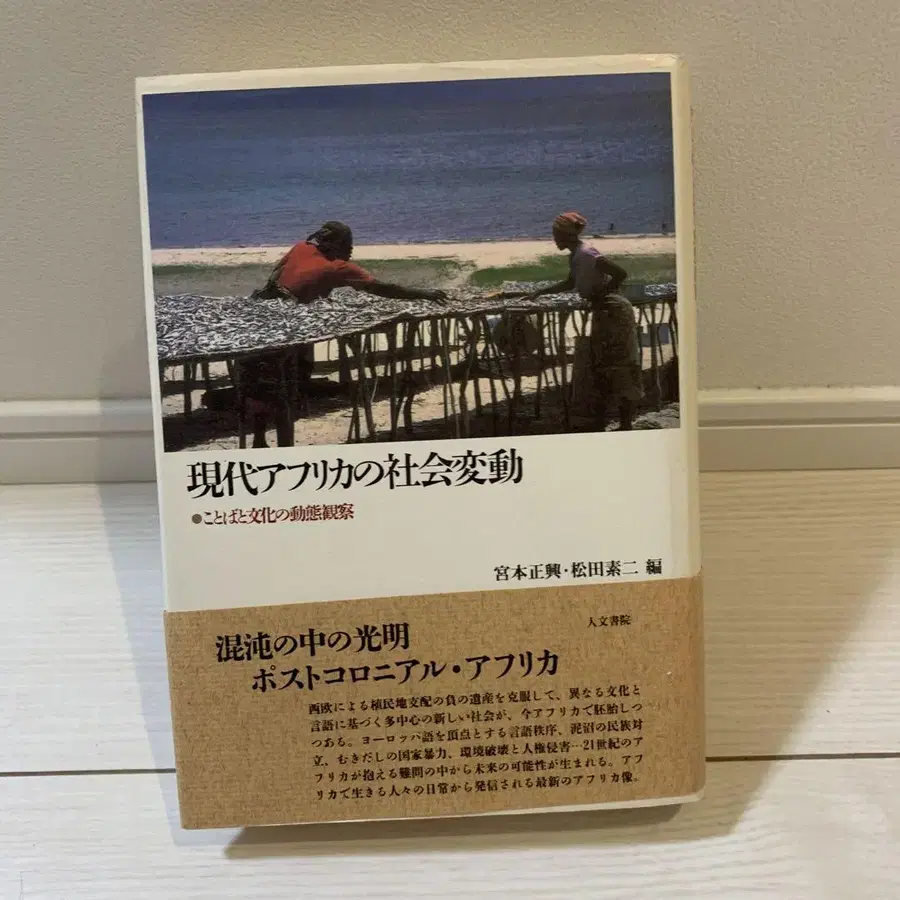 現代アフリカの社会変動
●ことばと文化の動態観察
宮本正興・松田素二 編
人文書院
混沌の中の光明
ポストコロニアル・アフリカ
西欧による植民地支配の負の遺産を克服して、異なる文化と
言語に基づく多中心の新しい社会が、今アフリカで胚胎しつ
つある。ヨーロッパ語を頂点とする言語秩序、泥沼の民族対
立、むきだしの国家暴力、環境破壊と人権侵害…21世紀のア
フリカが抱える難問の中から未来の可能性が生まれる。アフ
リカで生きる人々の日常から発信される最新のアフリカ像。